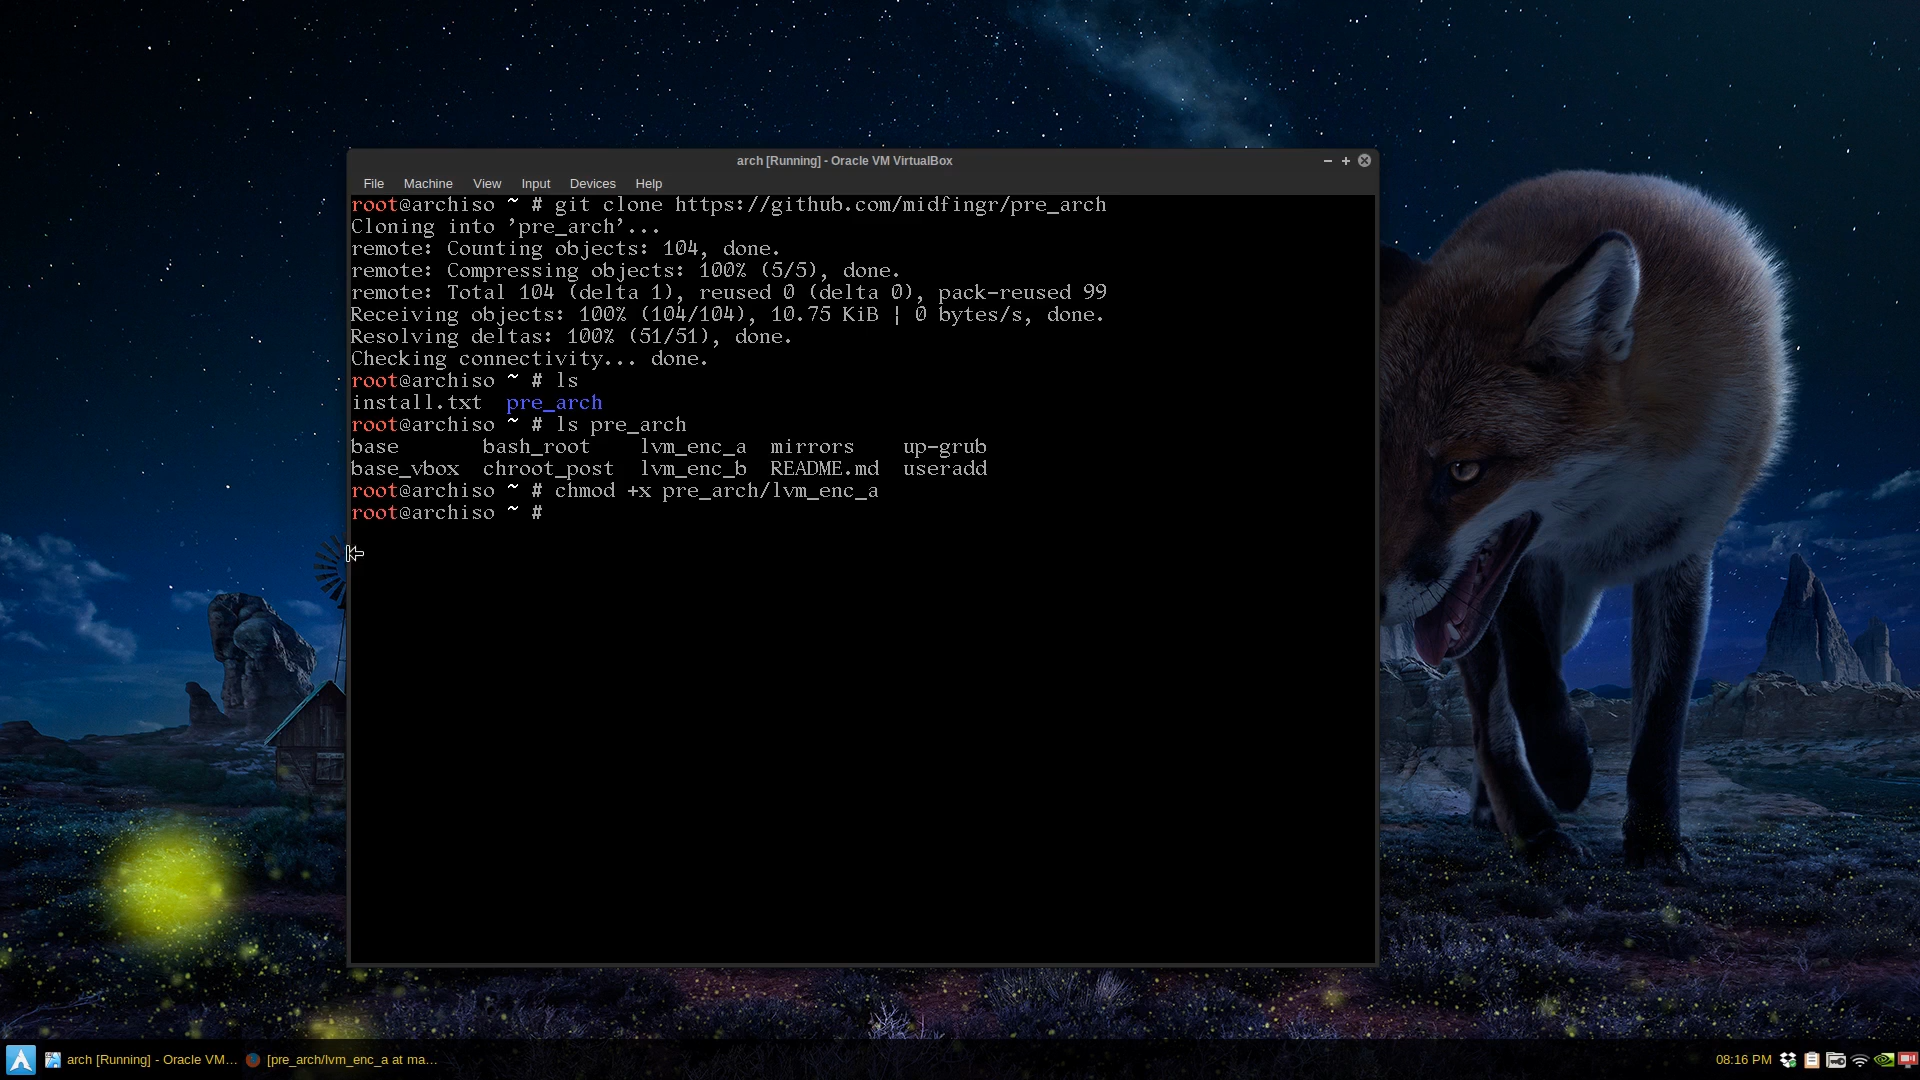 arch [Running] - Oracle VM VirtualBox
File Machine View Input Devices Help
root@archiso ~ # git clone https://github.com/midfingr/pre_arch
Cloning into 'pre_arch'...
remote: Counting objects: 104, done.
remote: Compressing objects: 100% (5/5), done.
remote: Total 104 (delta 1), reused 0 (delta 0), pack-reused 99
Receiving objects: 100% (104/104), 10.75 KiB | 0 bytes/s, done.
Resolving deltas: 100% (51/51), done.
Checking connectivity... done.
root@archiso ~ # ls
install.txt pre_arch
root@archiso ~ # ls pre_arch
base bash_root lvm_enc_a mirrors up-grub
base_vbox chroot_post lvm_enc_b README.md useradd
root@archiso ~ # chmod +x pre_arch/lvm_enc_a
root@archiso ~ #
arch [Running] - Oracle VM... [pre_arch/lvm_enc_a at ma... 08:16 PM